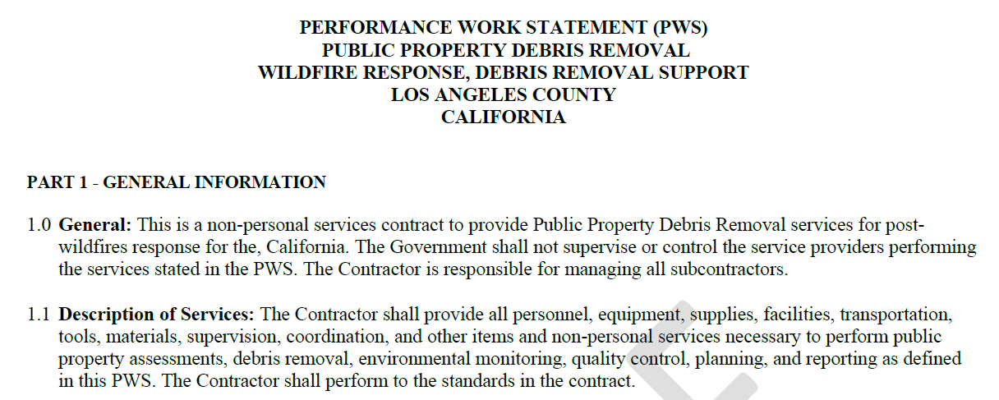 PERFORMANCE WORK STATEMENT (PWS)
PUBLIC PROPERTY DEBRIS REMOVAL
WILDFIRE RESPONSE, DEBRIS REMOVAL SUPPORT
LOS ANGELES COUNTY
CALIFORNIA
PART 1 - GENERAL INFORMATION
1.0 General: This is a non-personal services contract to provide Public Property Debris Removal services for post-
wildfires response for the, California. The Government shall not supervise or control the service providers performing
the services stated in the PWS. The Contractor is responsible for managing all subcontractors.
1.1 Description of Services: The Contractor shall provide all personnel, equipment, supplies, facilities, transportation,
tools, materials, supervision, coordination, and other items and non-personal services necessary to perform public
property assessments, debris removal, environmental monitoring, quality control, planning, and reporting as defined
in this PWS. The Contractor shall perform to the standards in the contract.